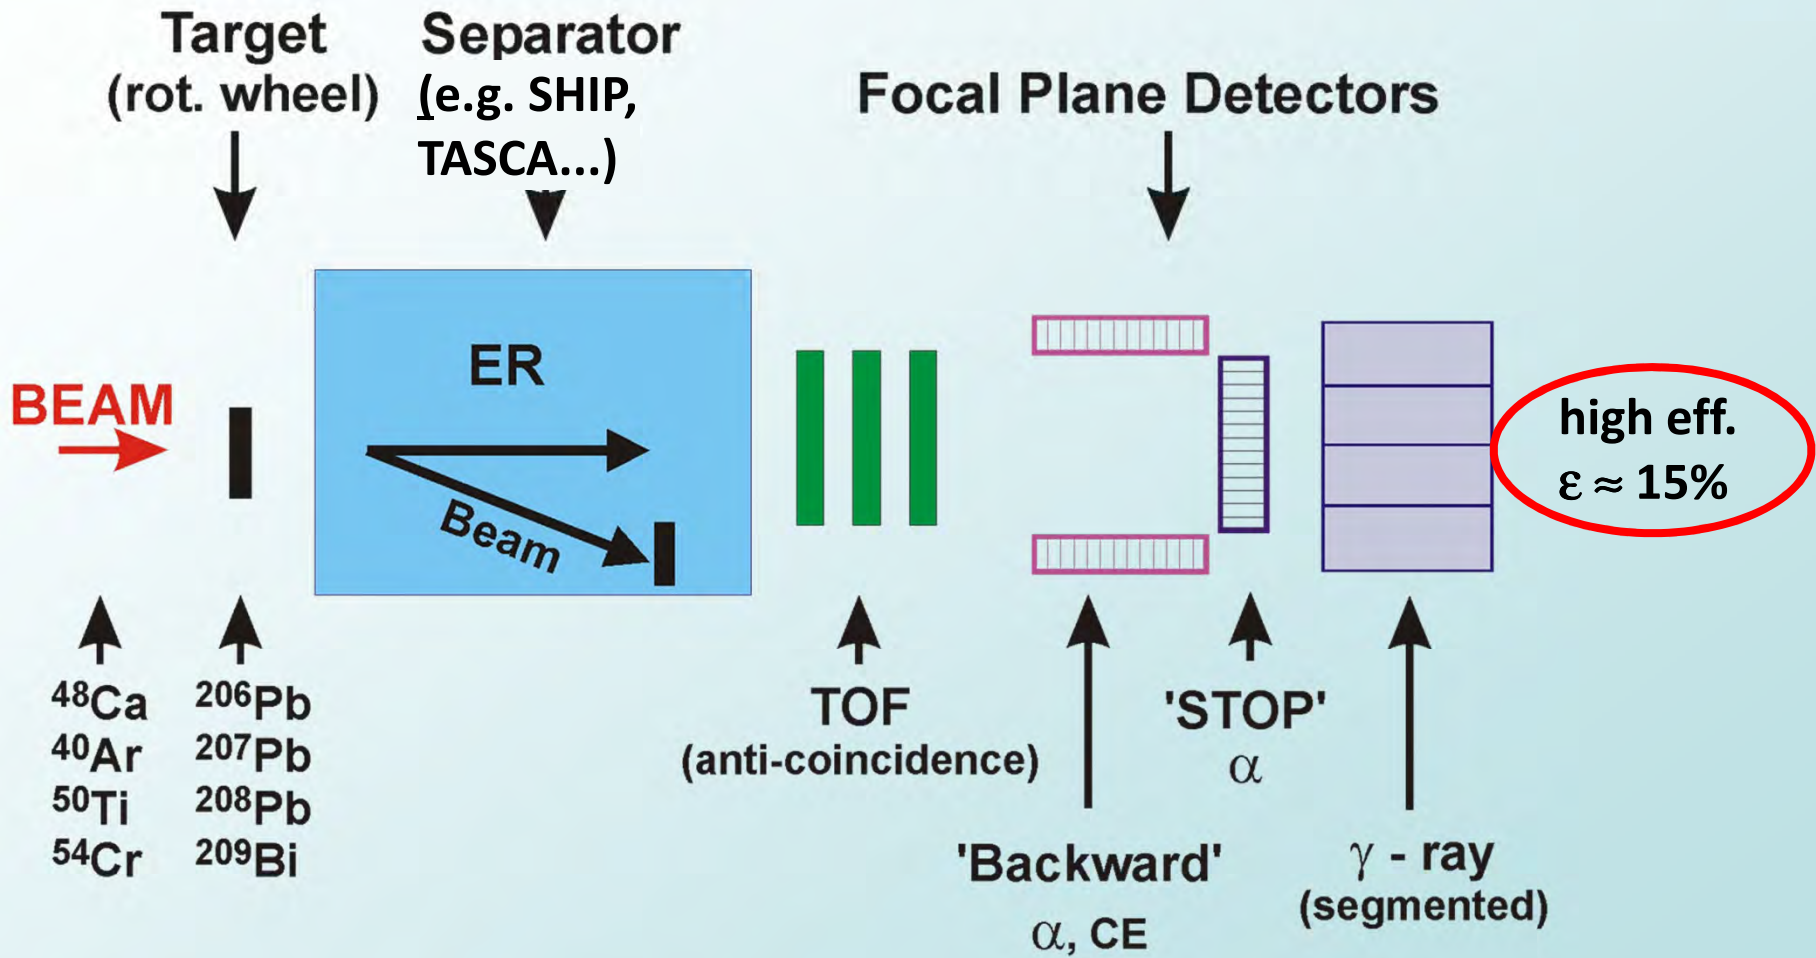 Target
(rot. wheel)
Separator
(e.g. SHIP,
TASCA...)
Focal Plane Detectors
BEAM
ER
Beam
high eff.
ε ≈ 15%
⁴⁸Ca
⁴⁰Ar
⁵⁰Ti
⁵⁴Cr
²⁰⁶Pb
²⁰⁷Pb
²⁰⁸Pb
²⁰⁹Bi
TOF
(anti-coincidence)
'Backward'
α, CE
'STOP'
α
γ - ray
(segmented)